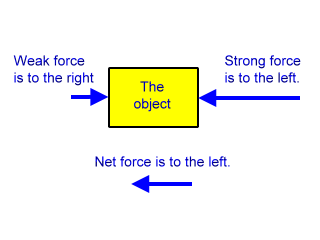 Weak force
is to the right
Strong force
is to the left.
The
object
Net force is to the left.